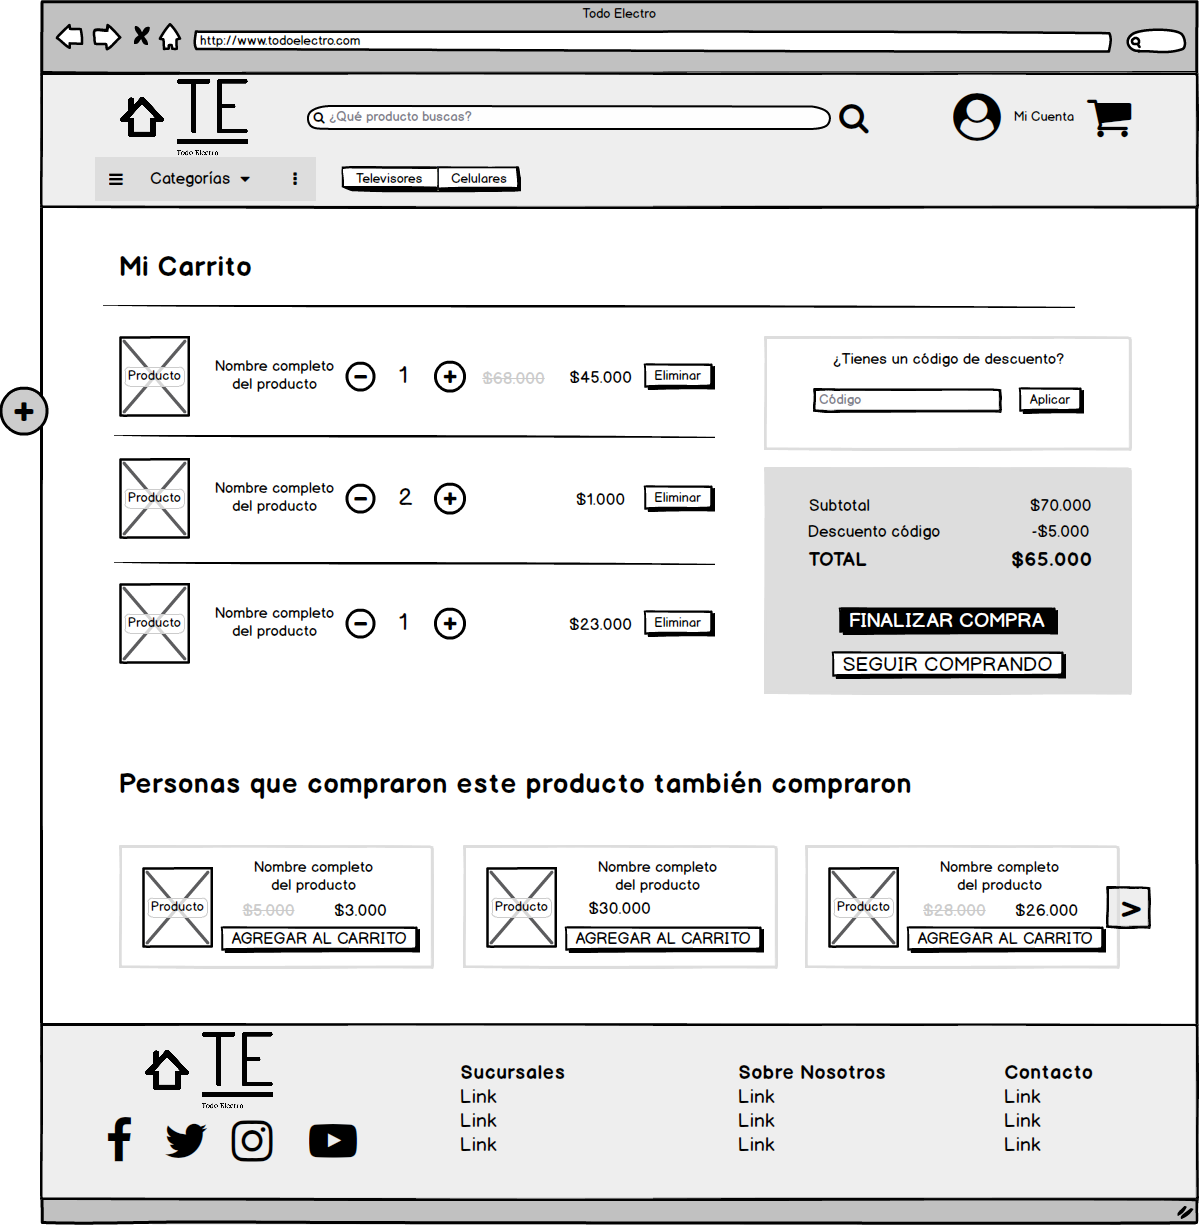 Todo Electro
http://www.todoelectro.com
TE
Todo Electro
¿Qué producto buscas?
Mi Cuenta
Categorías
Televisores
Celulares
Mi Carrito
Producto
Nombre completo
del producto
1
$68.000
$45.000
Eliminar
¿Tienes un código de descuento?
Código
Aplicar
Producto
Nombre completo
del producto
2
$1.000
Eliminar
Subtotal
$70.000
Descuento código
-$5.000
TOTAL
$65.000
FINALIZAR COMPRA
SEGUIR COMPRANDO
Producto
Nombre completo
del producto
1
$23.000
Eliminar
Personas que compraron este producto también compraron
Producto
Nombre completo
del producto
$5.000
$3.000
AGREGAR AL CARRITO
Producto
Nombre completo
del producto
$30.000
AGREGAR AL CARRITO
Producto
Nombre completo
del producto
$28.000
$26.000
AGREGAR AL CARRITO
>
TE
Todo Electro
Sucursales
Link
Link
Link
Sobre Nosotros
Link
Link
Link
Contacto
Link
Link
Link